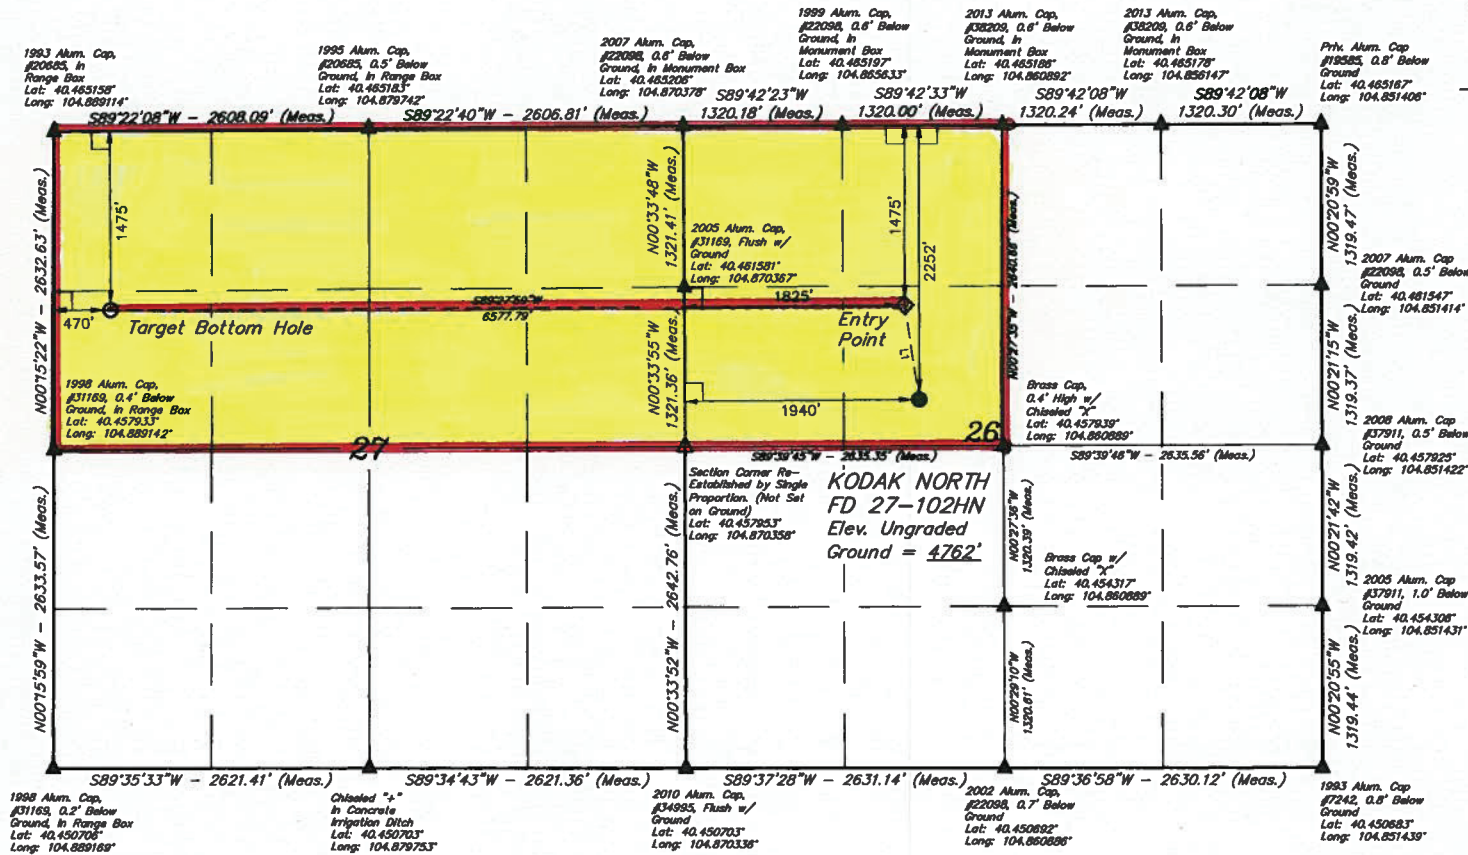 1993 Alum. Cap,
#20685, in
Range Box
Lat: 40.465158°
Long: 104.889114°
1995 Alum. Cap,
#20685, 0.5' Below
Ground, in Range Box
Lat: 40.465183°
Long: 104.879742°
2007 Alum. Cap,
#22098, 0.6' Below
Ground, in Monument Box
Lat: 40.465206°
Long: 104.870378°
1999 Alum. Cap,
#22098, 0.6' Below
Ground, in
Monument Box
Lat: 40.465197°
Long: 104.865633°
2013 Alum. Cap,
#38209, 0.6' Below
Ground, in
Monument Box
Lat: 40.465186°
Long: 104.860892°
2013 Alum. Cap,
#38209, 0.6' Below
Ground, in
Monument Box
Lat: 40.465178°
Long: 104.856147°
Priv. Alum. Cap
#19585, 0.8' Below
Ground
Lat: 40.465167°
Long: 104.851406°
S89°22'08"W - 2608.09' (Meas.)
S89°22'40"W - 2606.81' (Meas.)
S89°42'23"W
1320.18' (Meas.)
S89°42'33"W
1320.00' (Meas.)
S89°42'08"W
1320.24' (Meas.)
S89°42'08"W
1320.30' (Meas.)
N00°15'22"W - 2632.63' (Meas.)
1475'
N00°33'48"W
1321.41' (Meas.)
1475'
2252'
N00°27'35"W - 2640.66' (Meas.)
N00°20'59"W
1319.47' (Meas.)
2005 Alum. Cap,
#31169, Flush w/
Ground
Lat: 40.461581°
Long: 104.870367°
2007 Alum. Cap
#22098, 0.5' Below
Ground
Lat: 40.461547°
Long: 104.851414°
470'
Target Bottom Hole
S89°27'59"W
6577.79'
1825'
Entry
Point
L1
N00°33'55"W
1321.36' (Meas.)
1940'
N00°21'15"W
1319.37' (Meas.)
1998 Alum. Cap,
#31169, 0.4' Below
Ground, in Range Box
Lat: 40.457933°
Long: 104.889142°
Brass Cap,
0.4' High w/
Chiseled "X"
Lat: 40.457939°
Long: 104.860889°
2008 Alum. Cap
#37911, 0.5' Below
Ground
Lat: 40.457925°
Long: 104.851422°
27
26
S89°39'45"W - 2635.35' (Meas.)
S89°39'46"W - 2635.56' (Meas.)
Section Corner Re-
Established by Single
Proportion. (Not Set
on Ground)
Lat: 40.457953°
Long: 104.870358°
KODAK NORTH
FD 27-102HN
Elev. Ungraded
Ground = 4762'
N00°15'59"W - 2633.57' (Meas.)
N00°33'52"W - 2642.76' (Meas.)
N00°27'36"W
1320.39' (Meas.)
N00°21'42"W
1319.42' (Meas.)
Brass Cap w/
Chiseled "X"
Lat: 40.454317°
Long: 104.860889°
2005 Alum. Cap
#37911, 1.0' Below
Ground
Lat: 40.454308°
Long: 104.851431°
N00°29'10"W
1320.61' (Meas.)
N00°20'55"W
1319.44' (Meas.)
S89°35'33"W - 2621.41' (Meas.)
S89°34'43"W - 2621.36' (Meas.)
S89°37'28"W - 2631.14' (Meas.)
S89°36'58"W - 2630.12' (Meas.)
1998 Alum. Cap,
#31169, 0.2' Below
Ground, in Range Box
Lat: 40.450706°
Long: 104.889169°
Chiseled "+"
in Concrete
Irrigation Ditch
Lat: 40.450703°
Long: 104.879753°
2010 Alum. Cap,
#34995, Flush w/
Ground
Lat: 40.450703°
Long: 104.870336°
2002 Alum. Cap,
#22098, 0.7' Below
Ground
Lat: 40.450692°
Long: 104.860886°
1993 Alum. Cap
#7242, 0.8' Below
Ground
Lat: 40.450683°
Long: 104.851439°